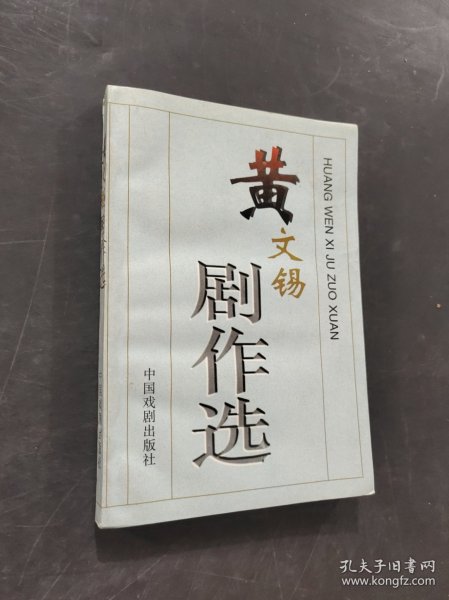 黄文锡
剧作选
HUANG WEN XI JU ZUO XUAN
中国戏剧出版社
孔夫子旧书网
www.kongfz.com